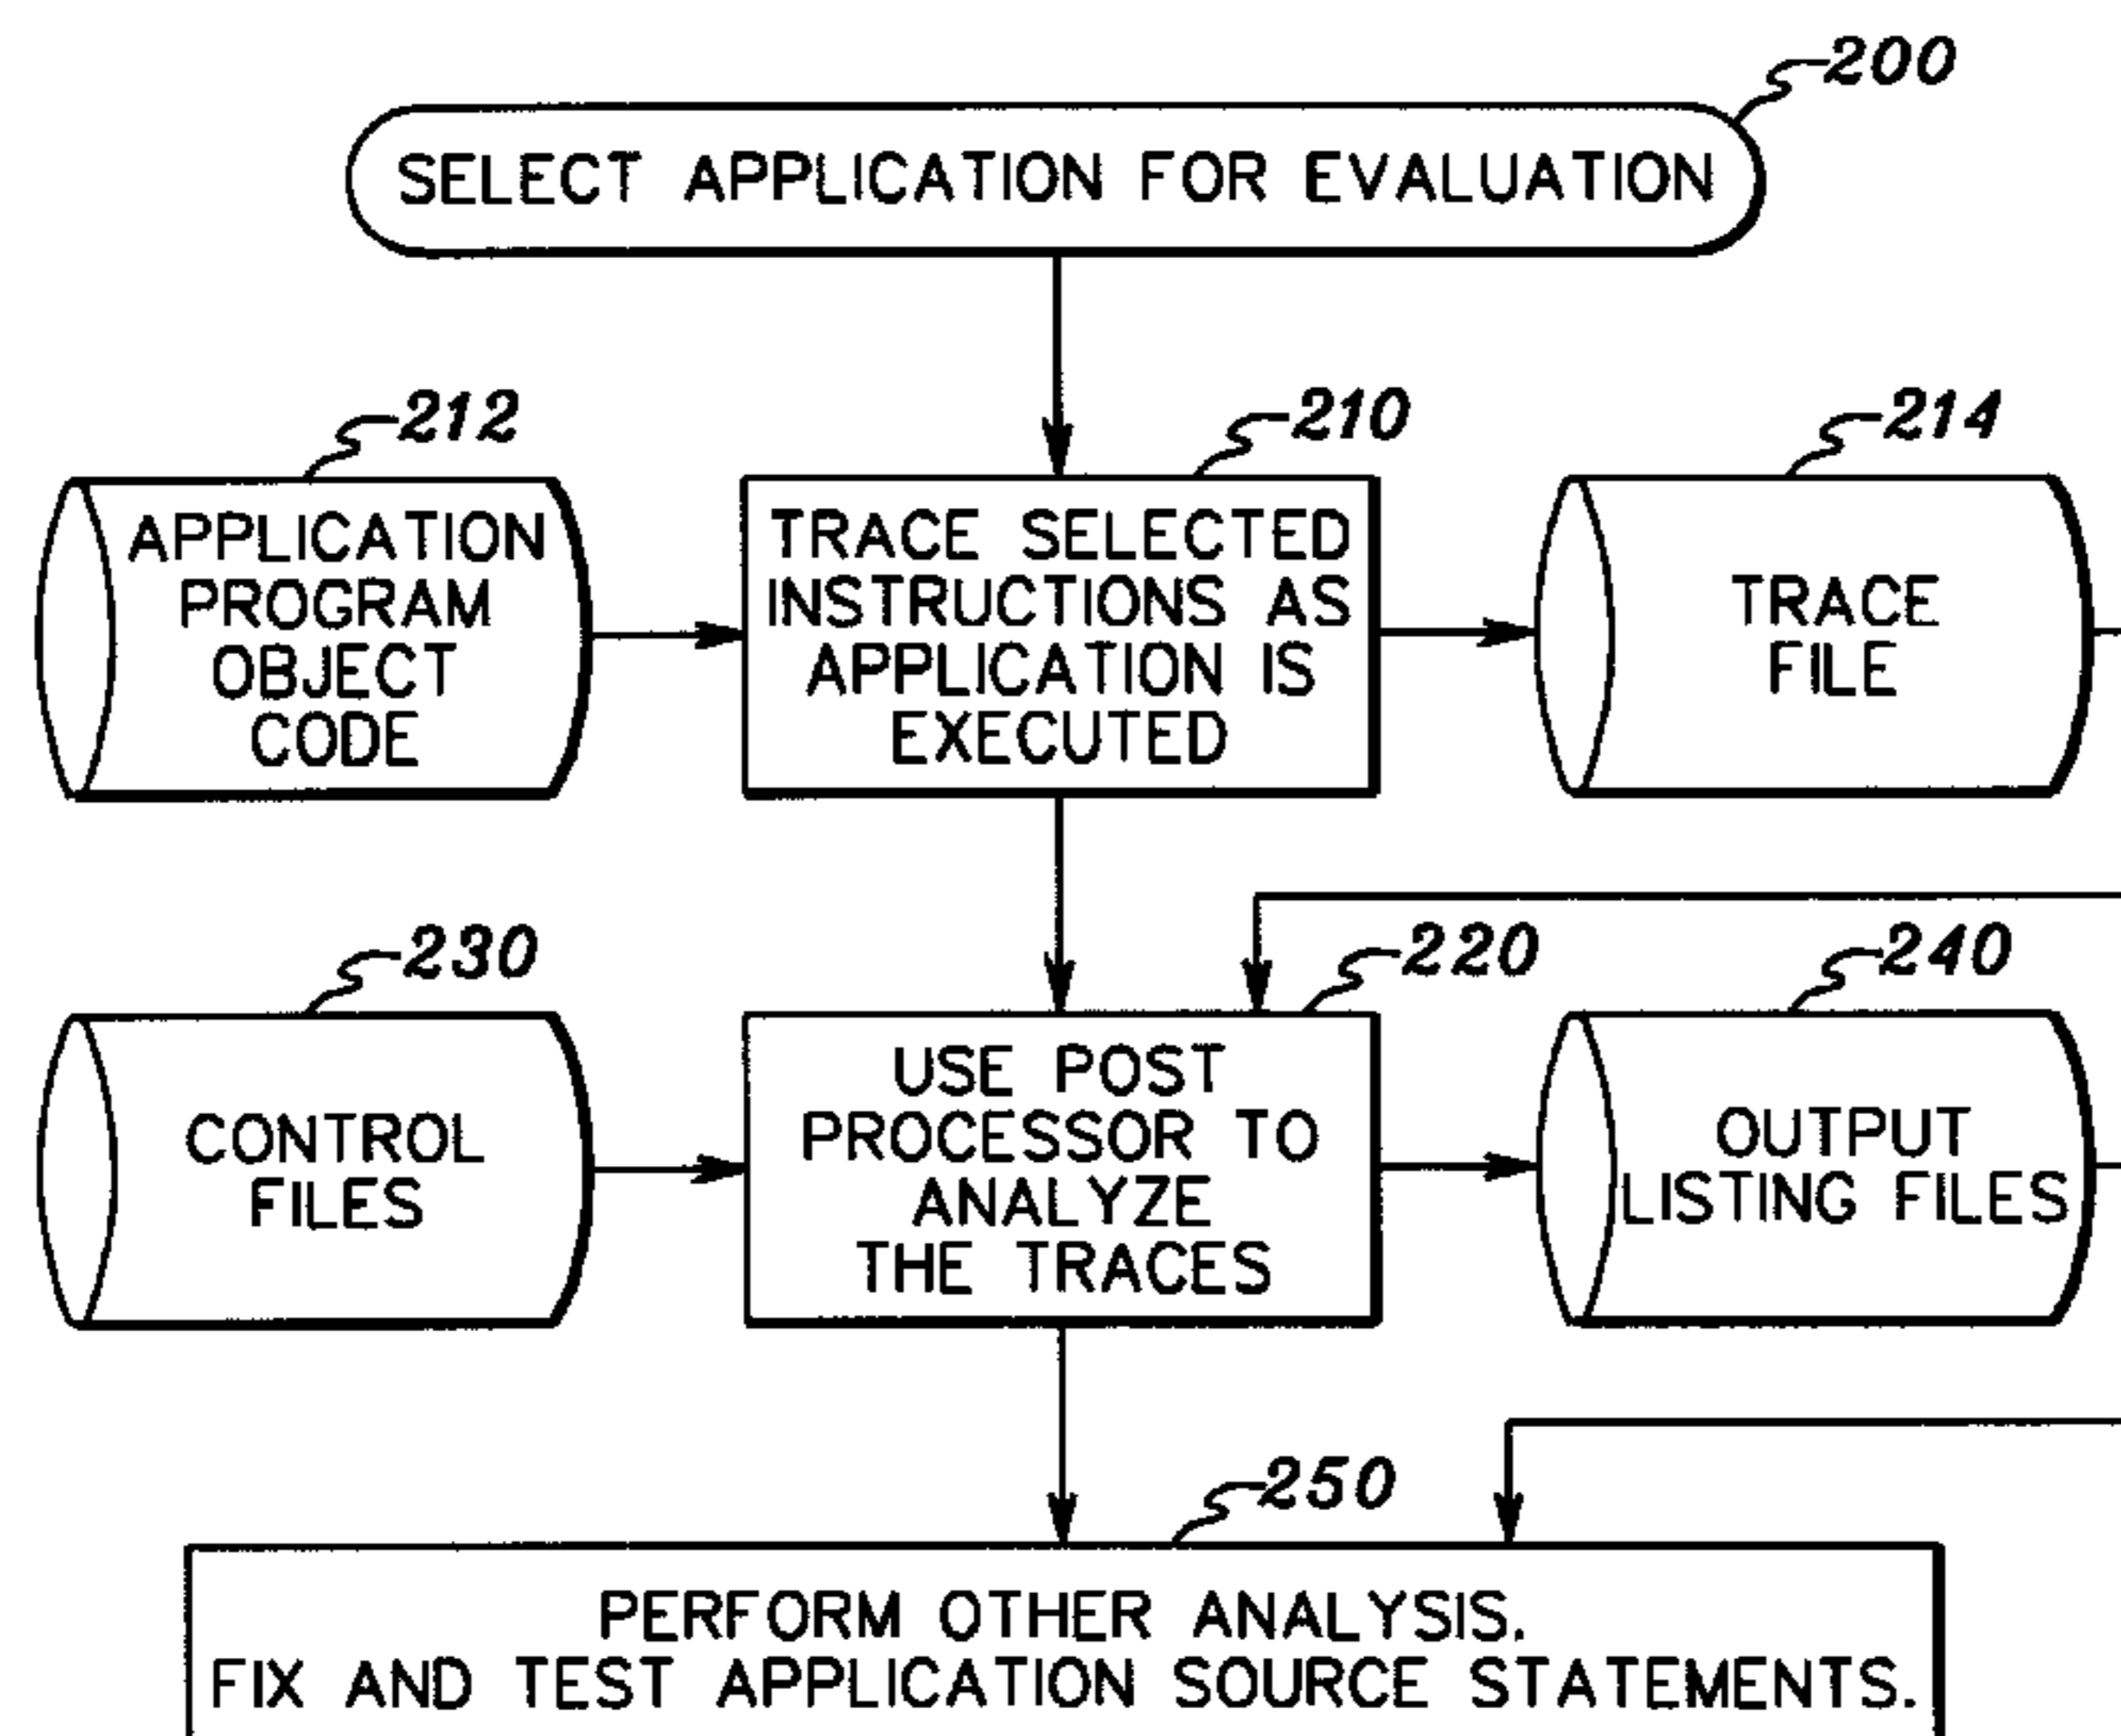 200
SELECT APPLICATION FOR EVALUATION
212
APPLICATION
PROGRAM
OBJECT
CODE
210
TRACE SELECTED
INSTRUCTIONS AS
APPLICATION IS
EXECUTED
214
TRACE
FILE
230
CONTROL
FILES
220
USE POST
PROCESSOR TO
ANALYZE
THE TRACES
240
OUTPUT
LISTING FILES
250
PERFORM OTHER ANALYSIS.
FIX AND TEST APPLICATION SOURCE STATEMENTS.